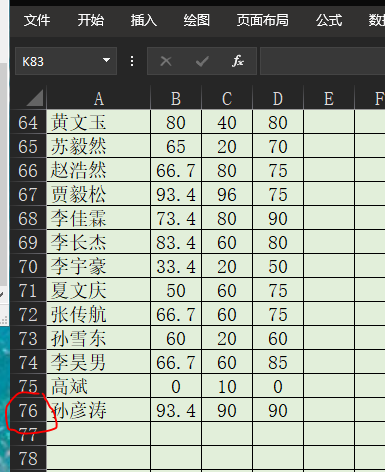 文件 开始 插入 绘图 页面布局 公式
K83 fx
A B C D E F
64 黄文玉 80 40 80
65 苏毅然 65 20 70
66 赵浩然 66.7 80 75
67 贾毅松 93.4 96 75
68 李佳霖 73.4 80 90
69 李长杰 83.4 60 80
70 李宇豪 33.4 20 50
71 夏文庆 50 60 75
72 张传航 66.7 60 75
73 孙雪东 60 20 60
74 李昊男 66.7 60 85
75 高斌 0 10 0
76 孙彦涛 93.4 90 90
77
78